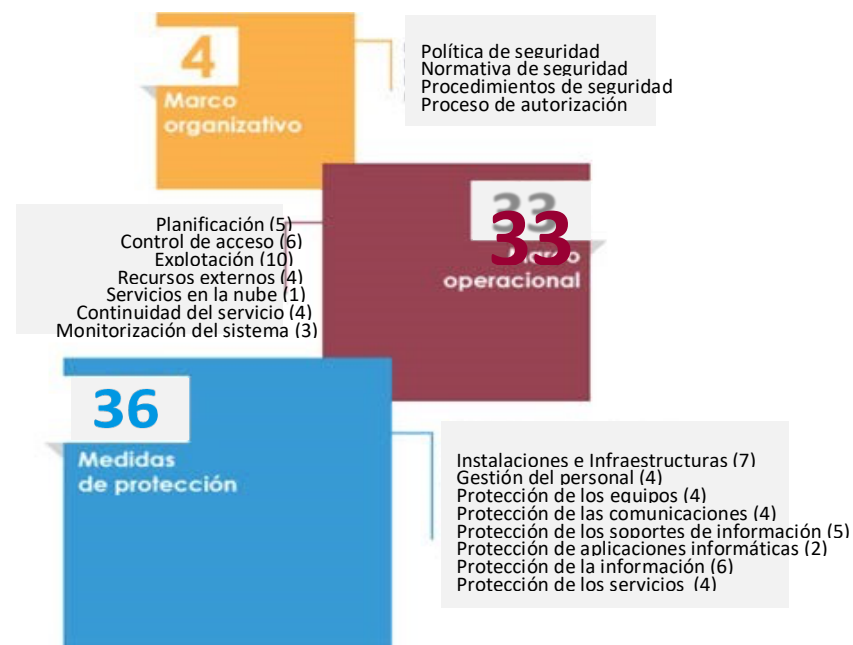 4
Marco
organizativo
Política de seguridad
Normativa de seguridad
Procedimientos de seguridad
Proceso de autorización
33
33
Marco
operacional
Planificación (5)
Control de acceso (6)
Explotación (10)
Recursos externos (4)
Servicios en la nube (1)
Continuidad del servicio (4)
Monitorización del sistema (3)
36
Medidas
de protección
Instalaciones e Infraestructuras (7)
Gestión del personal (4)
Protección de los equipos (4)
Protección de las comunicaciones (4)
Protección de los soportes de información (5)
Protección de aplicaciones informáticas (2)
Protección de la información (6)
Protección de los servicios (4)